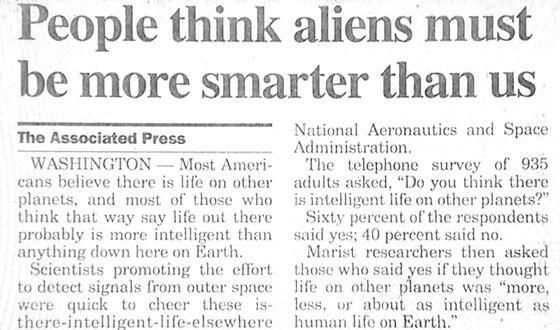 People think aliens must
be more smarter than us
The Associated Press
WASHINGTON — Most Ameri-
cans believe there is life on other
planets, and most of those who
think that way say life out there
probably is more intelligent than
anything down here on Earth.
Scientists promoting the effort
to detect signals from outer space
were quick to cheer these is-
there-intelligent-life-elsewhere
National Aeronautics and Space
Administration.
The telephone survey of 935
adults asked, “Do you think there
is intelligent life on other planets?”
Sixty percent of the respondents
said yes; 40 percent said no.
Marist researchers then asked
those who said yes if they thought
life on other planets was “more,
less, or about as intelligent as
human life on Earth.”